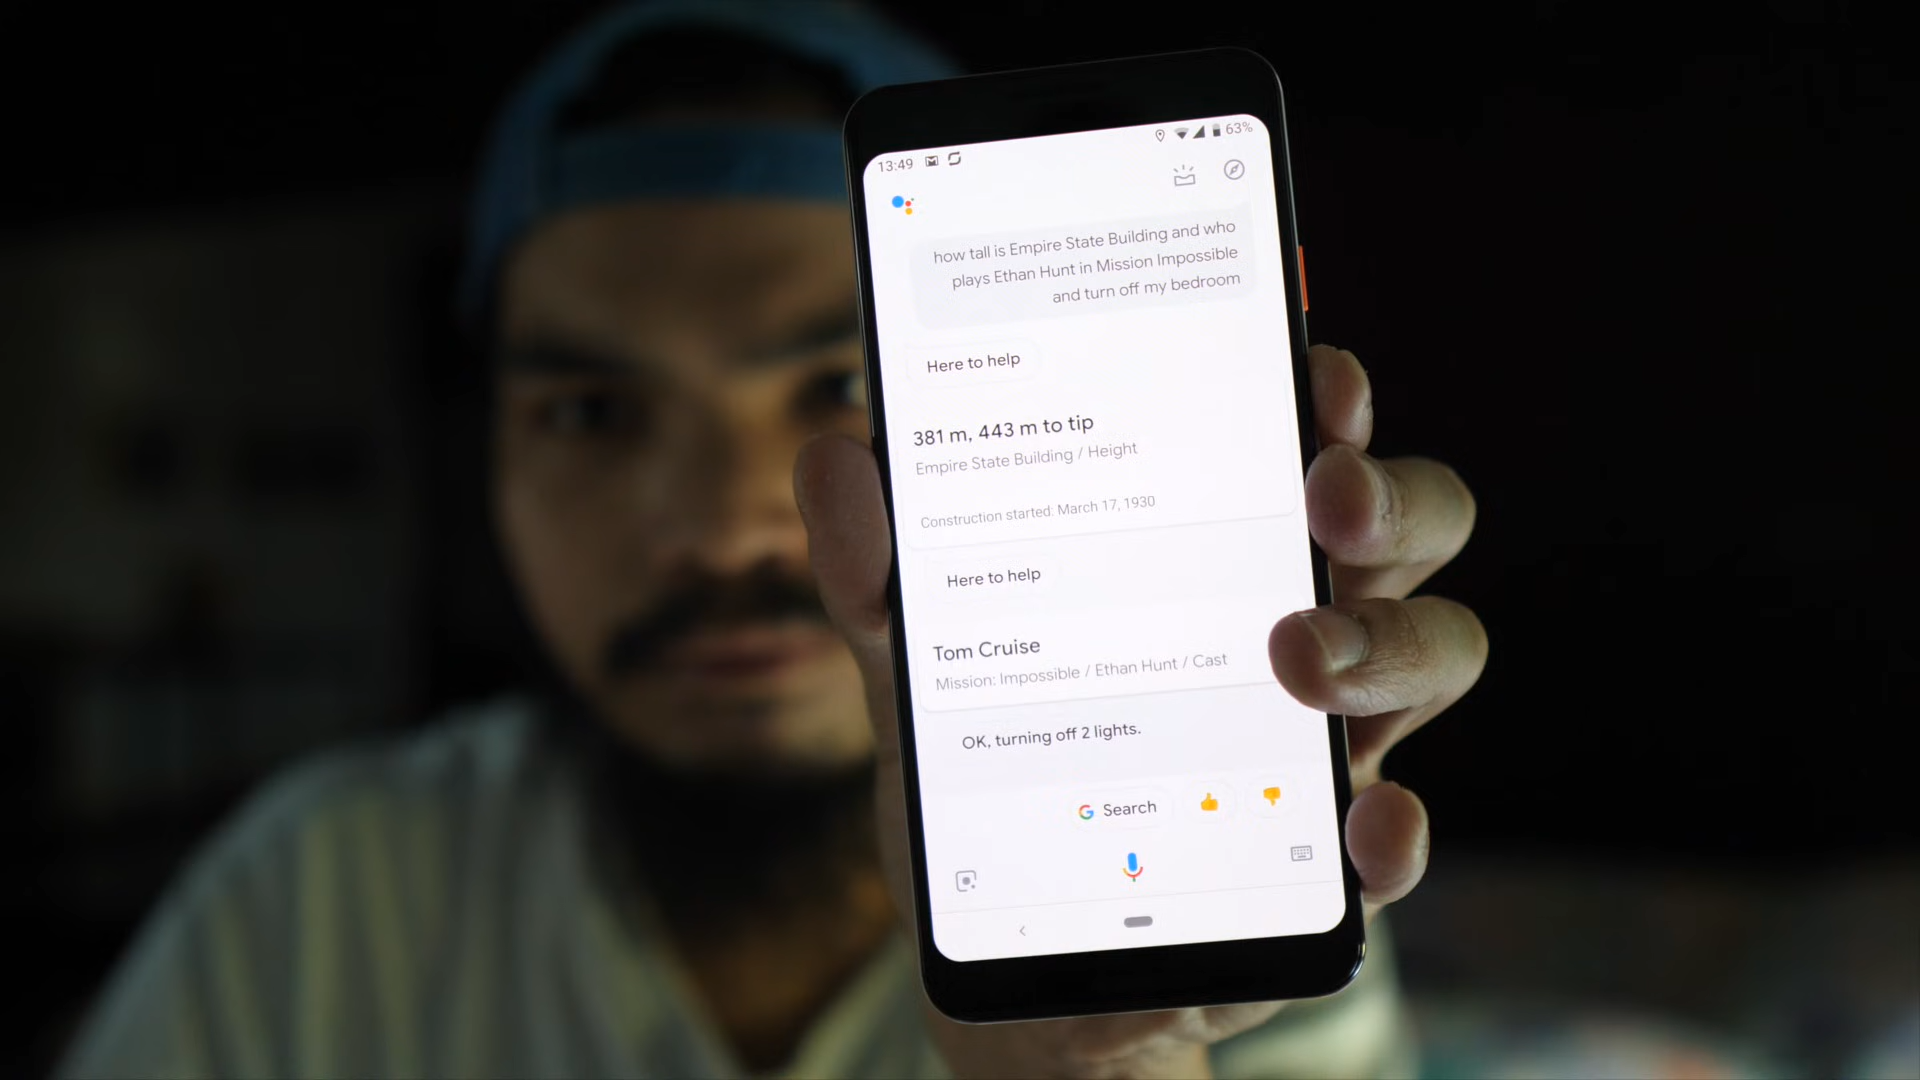 13:49
63%
how tall is Empire State Building and who
plays Ethan Hunt in Mission Impossible
and turn off my bedroom
Here to help
381 m, 443 m to tip
Empire State Building / Height
Construction started: March 17, 1930
Here to help
Tom Cruise
Mission: Impossible / Ethan Hunt / Cast
OK, turning off 2 lights.
G Search